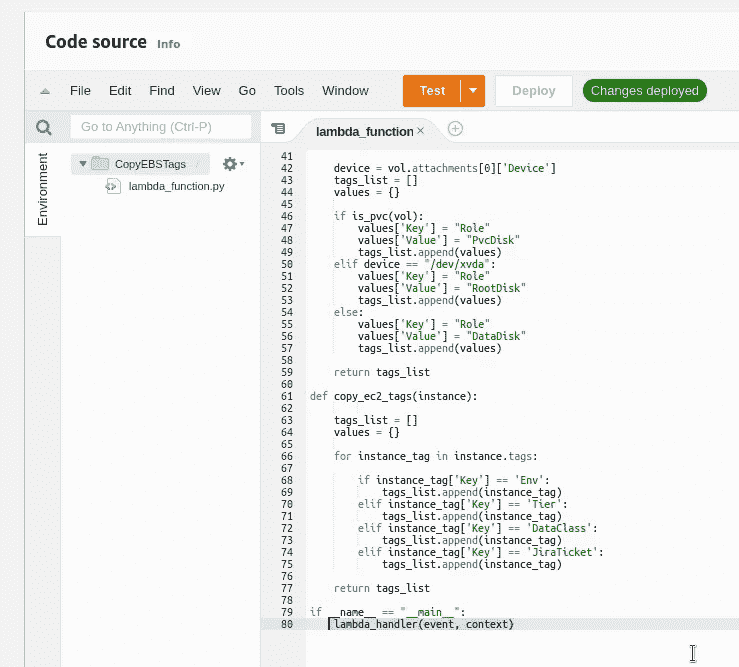 Code source Info
File Edit Find View Go Tools Window Test Deploy Changes deployed
Go to Anything (Ctrl-P)
lambda_function ×
Environment
CopyEBSTags
lambda_function.py
41
42     device = vol.attachments[0]['Device']
43     tags_list = []
44     values = {}
45
46     if is_pvc(vol):
47         values['Key'] = "Role"
48         values['Value'] = "PvcDisk"
49         tags_list.append(values)
50     elif device == "/dev/xvda":
51         values['Key'] = "Role"
52         values['Value'] = "RootDisk"
53         tags_list.append(values)
54     else:
55         values['Key'] = "Role"
56         values['Value'] = "DataDisk"
57         tags_list.append(values)
58
59     return tags_list
60
61 def copy_ec2_tags(instance):
62
63     tags_list = []
64     values = {}
65
66     for instance_tag in instance.tags:
67
68         if instance_tag['Key'] == 'Env':
69             tags_list.append(instance_tag)
70         elif instance_tag['Key'] == 'Tier':
71             tags_list.append(instance_tag)
72         elif instance_tag['Key'] == 'DataClass':
73             tags_list.append(instance_tag)
74         elif instance_tag['Key'] == 'JiraTicket':
75             tags_list.append(instance_tag)
76
77     return tags_list
78
79 if __name__ == "__main__":
80     lambda_handler(event, context)